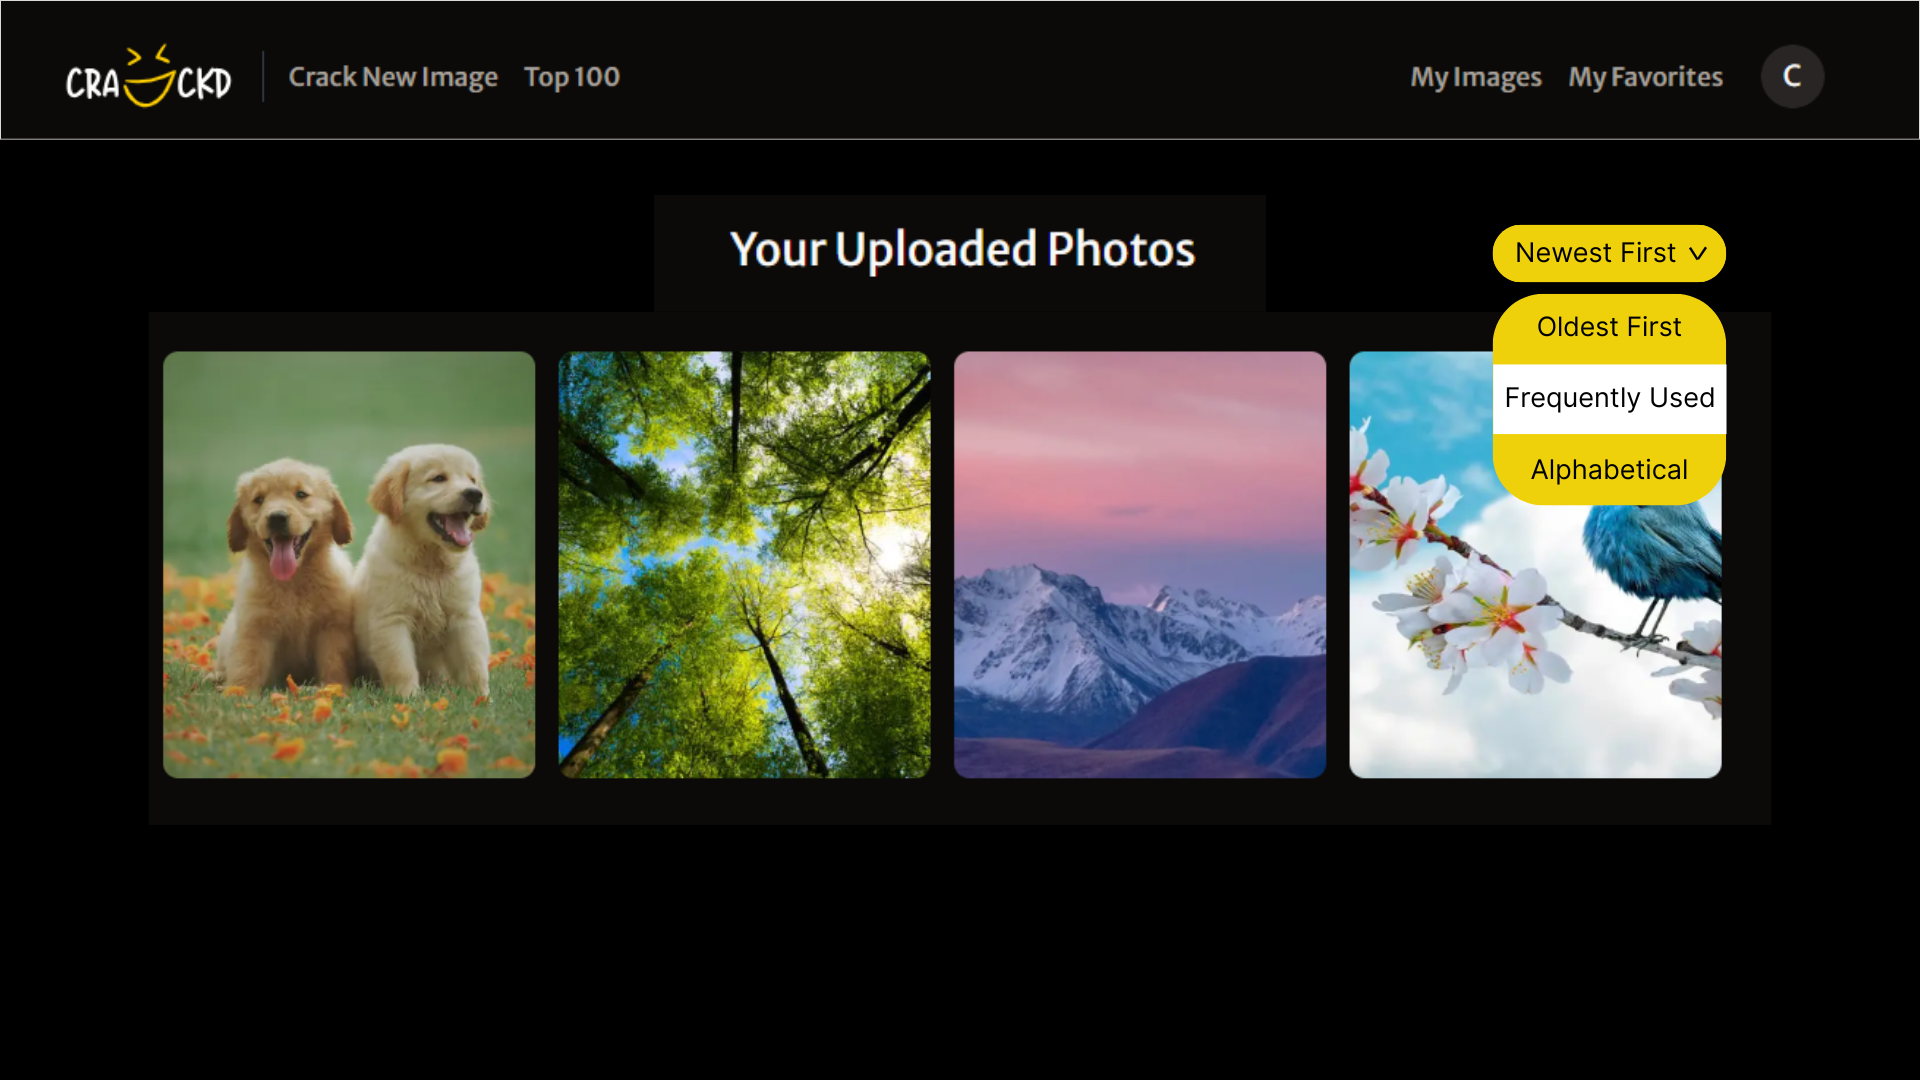 CRACKD
Crack New Image
Top 100
My Images
My Favorites
C
Your Uploaded Photos
Newest First
Oldest First
Frequently Used
Alphabetical